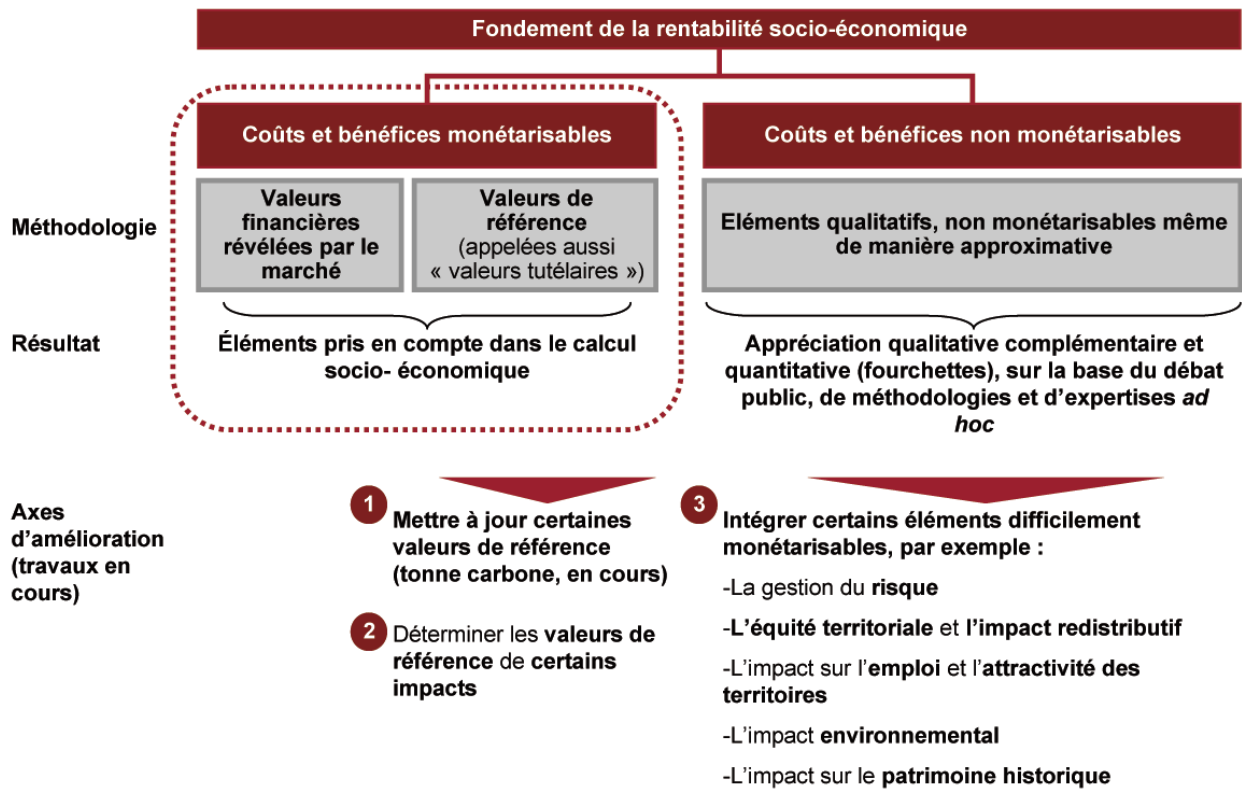 Fondement de la rentabilité socio-économique
Coûts et bénéfices monétarisables
Coûts et bénéfices non monétarisables
Méthodologie
Valeurs
financières
révélées par le
marché
Valeurs de
référence
(appelées aussi
« valeurs tutélaires »)
Eléments qualitatifs, non monétarisables même
de manière approximative
Résultat
Éléments pris en compte dans le calcul
socio- économique
Appréciation qualitative complémentaire et
quantitative (fourchettes), sur la base du débat
public, de méthodologies et d'expertises ad
hoc
Axes
d'amélioration
(travaux en
cours)
1
Mettre à jour certaines
valeurs de référence
(tonne carbone, en cours)
2
Déterminer les valeurs de
référence de certains
impacts
3
Intégrer certains éléments difficilement
monétarisables, par exemple :
-La gestion du risque
-L'équité territoriale et l'impact redistributif
-L'impact sur l'emploi et l'attractivité des
territoires
-L'impact environnemental
-L'impact sur le patrimoine historique